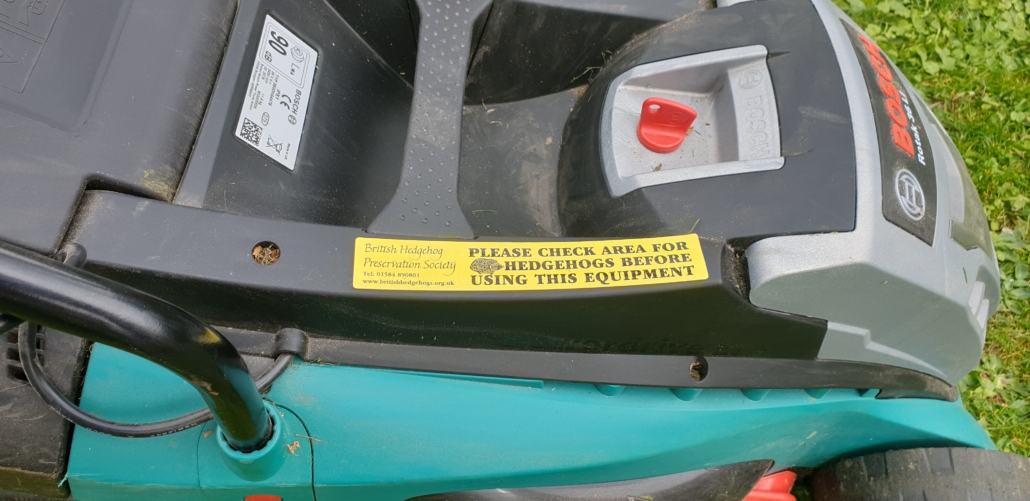 90
BOSCH
British Hedgehog
Preservation Society
Tel: 01584 890801
www.britishhedgehogs.org.uk
PLEASE CHECK AREA FOR
HEDGEHOGS BEFORE
USING THIS EQUIPMENT
BOSCH
BOSCH